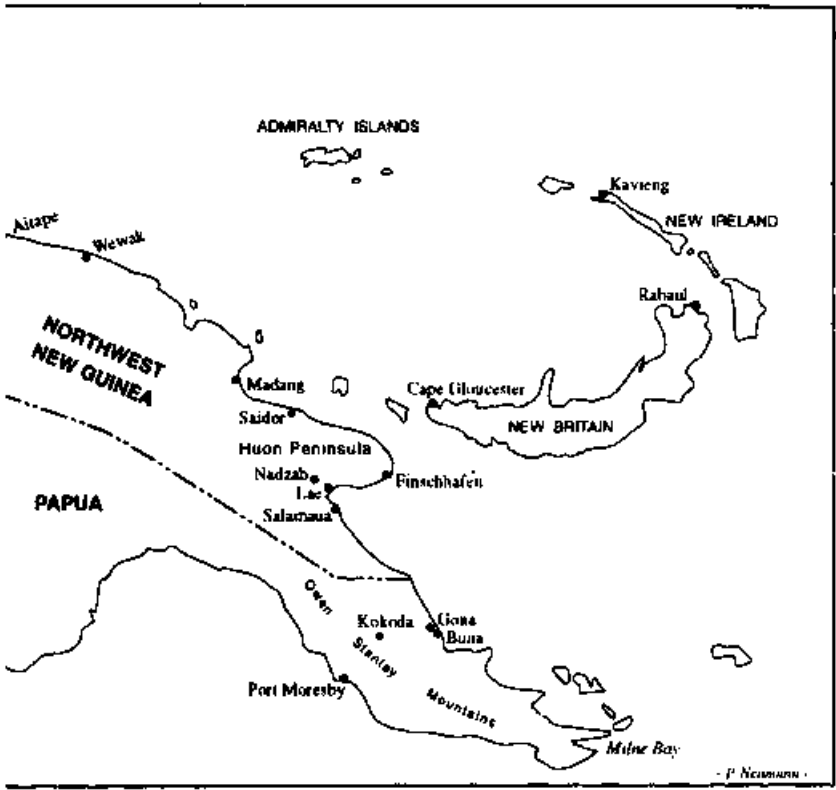 ADMIRALTY ISLANDS
Kavieng
NEW IRELAND
Aitape
Wewak
Rabaul
NORTHWEST
NEW GUINEA
Madang
Cape Gloucester
Saidor
NEW BRITAIN
Huon Peninsula
Nadzab
Finschhafen
Lae
PAPUA
Salamaua
Owen
Stanley
Mountains
Kokoda
Gona
Buna
Port Moresby
Milne Bay
- P Neumann -